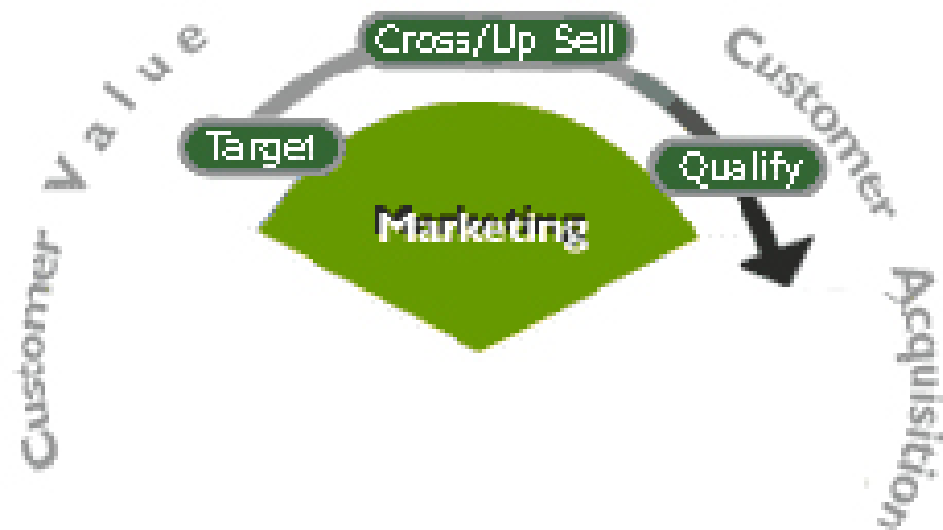 Cross/Up Sell
Customer Value
Customer Acquisition
Target
Qualify
Marketing